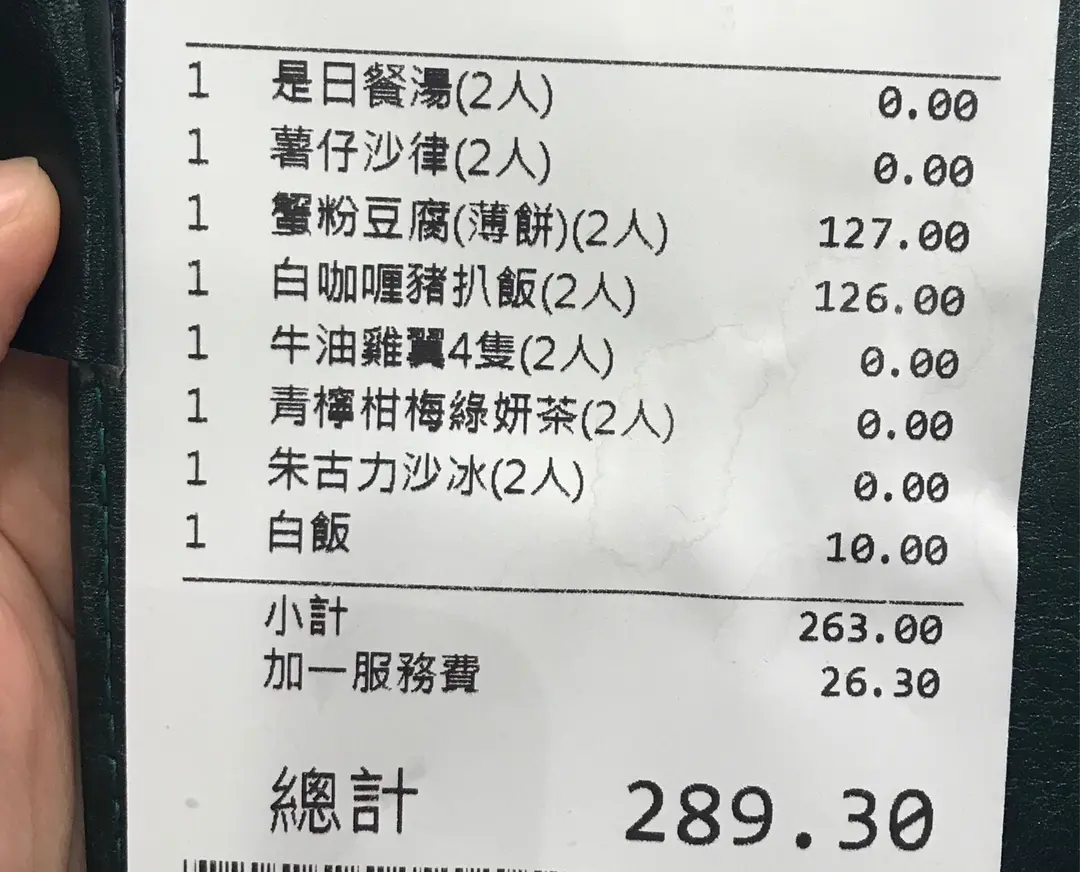 1 是日餐湯(2人) 0.00
1 薯仔沙律(2人) 0.00
1 蟹粉豆腐(薄餅)(2人) 127.00
1 白咖喱豬扒飯(2人) 126.00
1 牛油雞翼4隻(2人) 0.00
1 青檸柑梅綠妍茶(2人) 0.00
1 朱古力沙冰(2人) 0.00
1 白飯 10.00
小計 263.00
加一服務費 26.30
總計 289.30